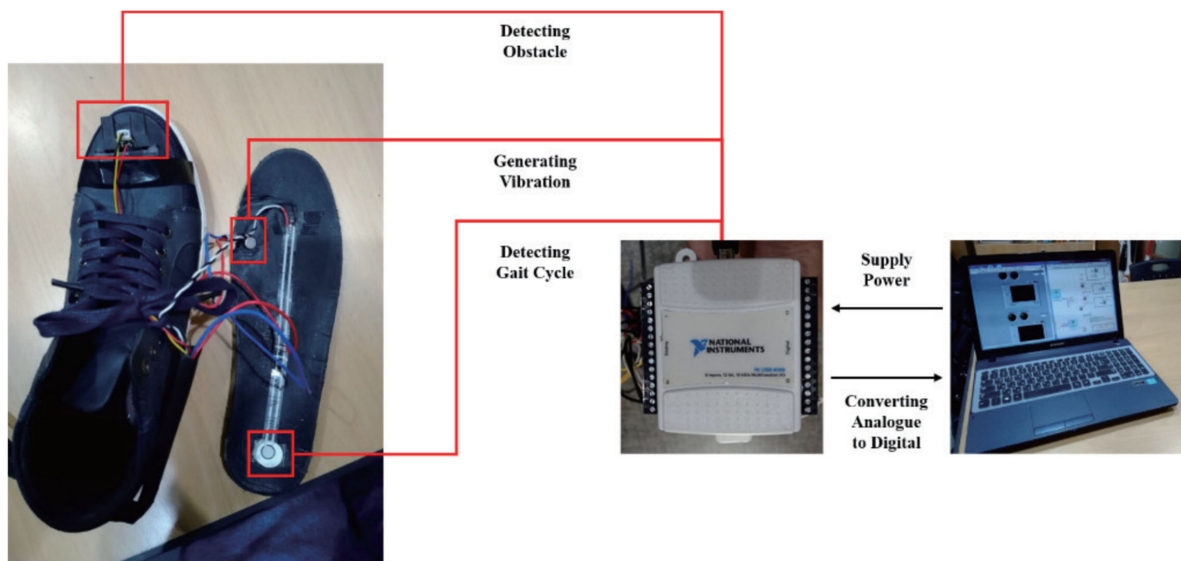 Detecting
Obstacle
Generating
Vibration
Detecting
Gait Cycle
Supply
Power
Converting
Analogue
to Digital
NATIONAL
INSTRUMENTS